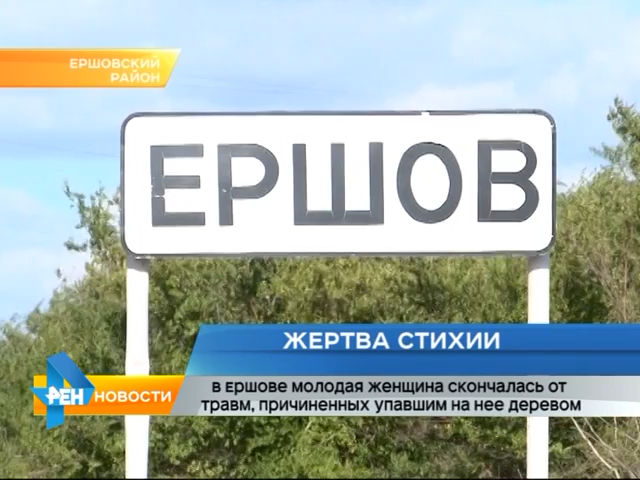 ЕРШОВСКИЙ
РАЙОН
ЕРШОВ
ЖЕРТВА СТИХИИ
РЕН НОВОСТИ
в ершове молодая женщина скончалась от
травм, причиненных упавшим на нее деревом